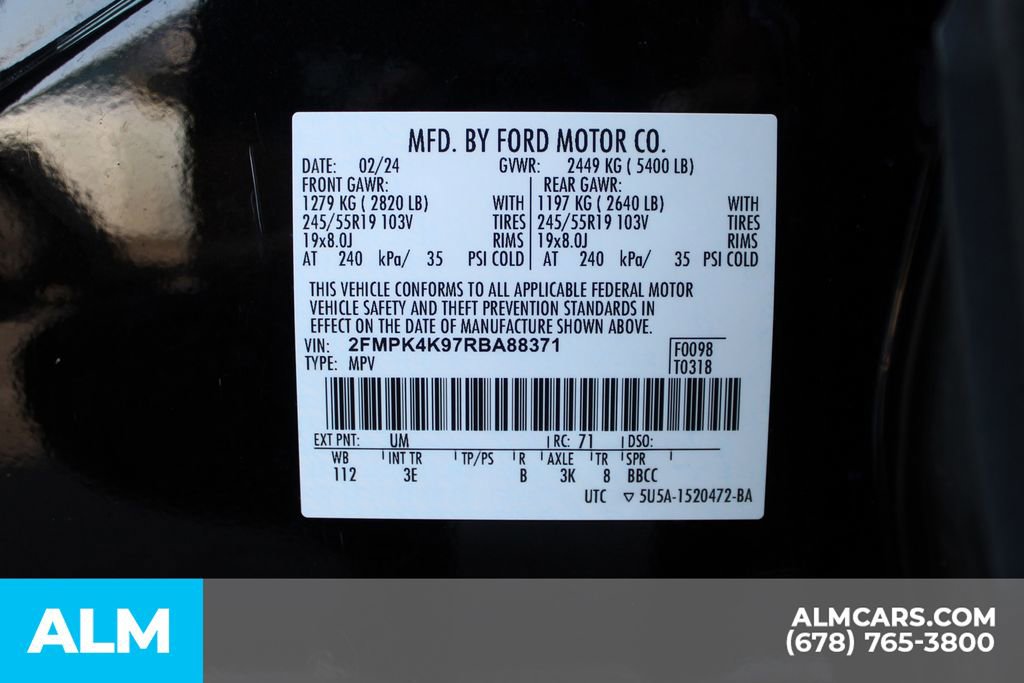 MFD. BY FORD MOTOR CO.
DATE: 02/24 GVWR: 2449 KG ( 5400 LB)
FRONT GAWR: REAR GAWR:
1279 KG ( 2820 LB) WITH 1197 KG ( 2640 LB) WITH
245/55R19 103V TIRES 245/55R19 103V TIRES
19x8.0J RIMS 19x8.0J RIMS
AT 240 kPa/ 35 PSI COLD AT 240 kPa/ 35 PSI COLD
THIS VEHICLE CONFORMS TO ALL APPLICABLE FEDERAL MOTOR
VEHICLE SAFETY AND THEFT PREVENTION STANDARDS IN
EFFECT ON THE DATE OF MANUFACTURE SHOWN ABOVE.
VIN: 2FMPK4K97RBA88371
F0098
TYPE: MPV
T0318
EXT PNT: UM RC: 71 DSO:
WB INT TR TP/PS R AXLE TR SPR
112 3E B 3K 8 BBCC
UTC ▽ 5U5A-1520472-BA
ALM
ALMCARS.COM
(678) 765-3800